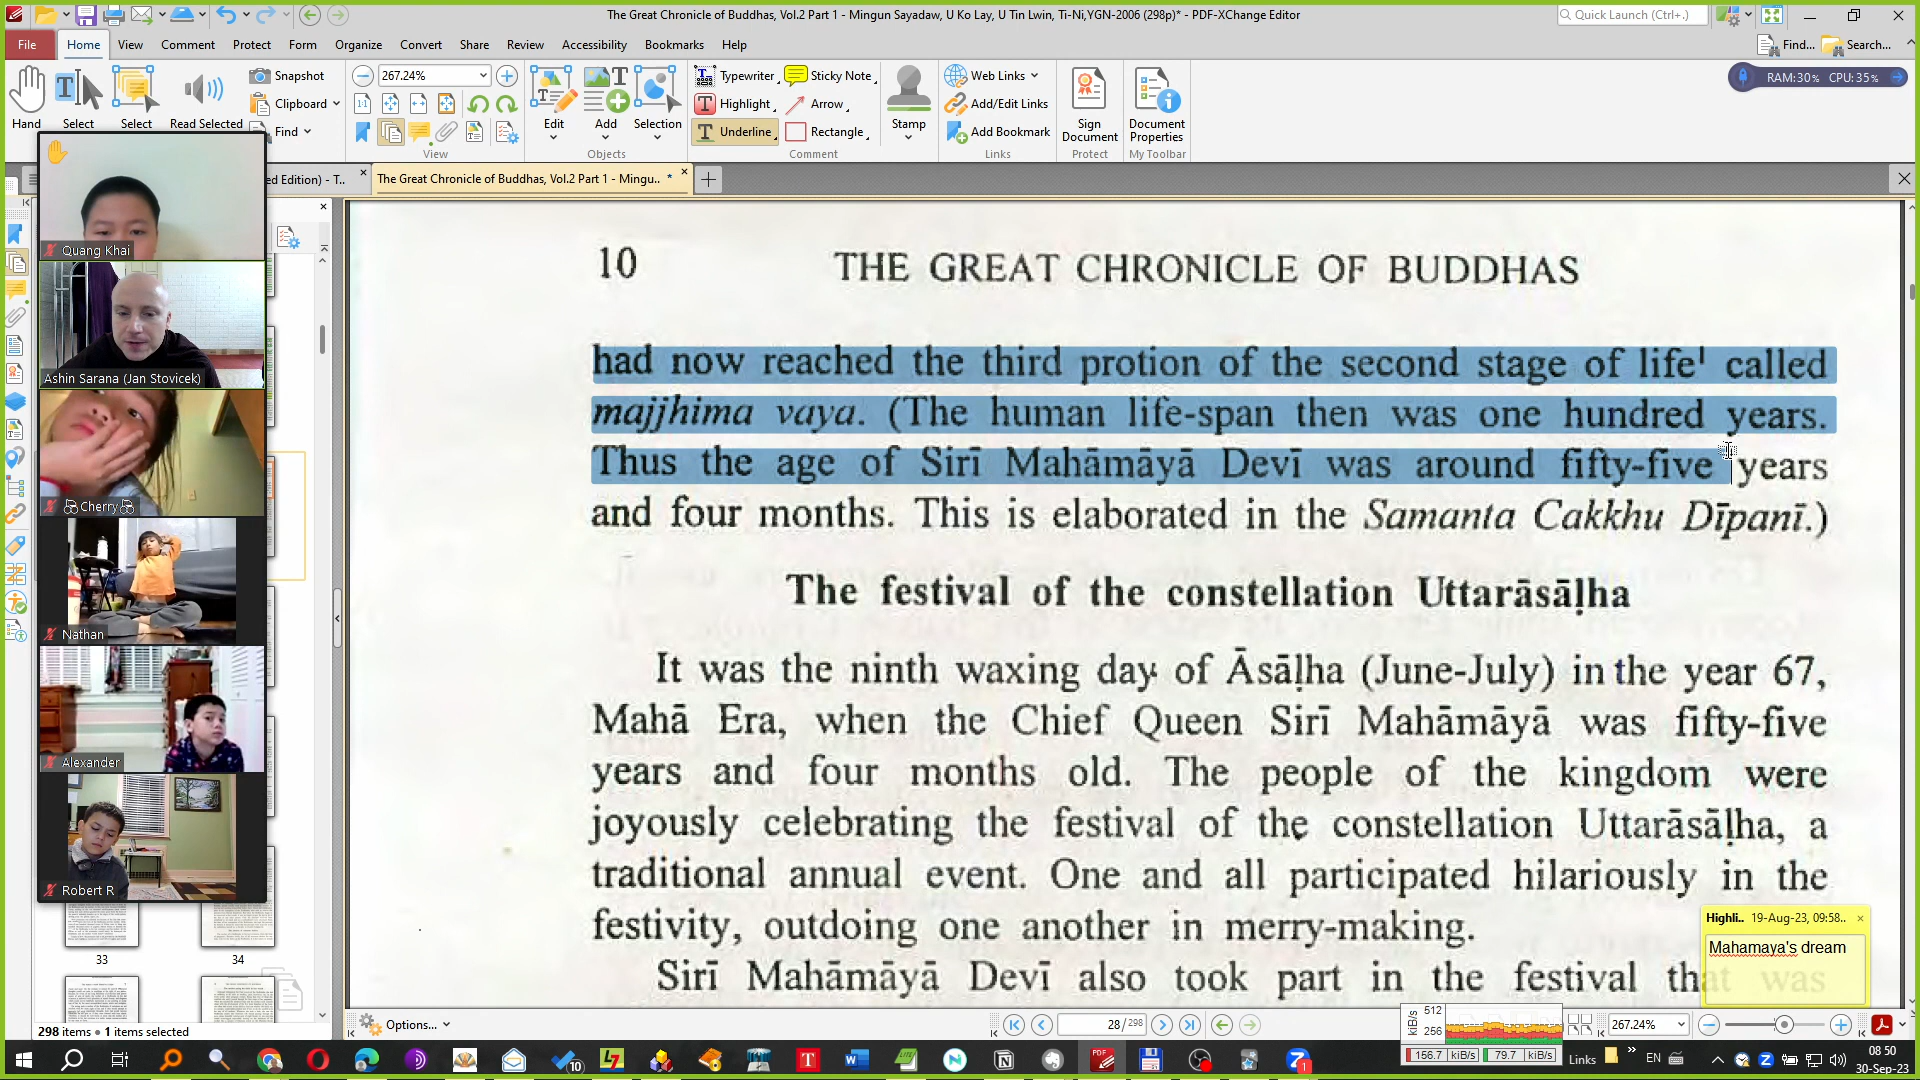 The Great Chronicle of Buddhas, Vol.2 Part 1 - Mingun Sayadaw, U Ko Lay, U Tin Lwin, Ti-Ni,YGN-2006 (298p)* - PDF-XChange Editor
Quick Launch (Ctrl+.)
File Home View Comment Protect Form Organize Convert Share Review Accessibility Bookmarks Help
Find... Search...
267.24%
Snapshot
Clipboard
Find
Hand Select Select Read Selected
View
Edit Add Selection
Objects
Typewriter Sticky Note
Highlight Arrow
Underline Rectangle
Stamp
Comment
Web Links
Add/Edit Links
Add Bookmark
Links
Sign Document
Protect
Document Properties
My Toolbar
RAM:30% CPU:35%
ed Edition) - T..
The Great Chronicle of Buddhas, Vol.2 Part 1 - Mingu.. *
Quang Khai
Ashin Sarana (Jan Stovicek)
Cherry
Nathan
Alexander
Robert R
33 34
298 items • 1 items selected
10 THE GREAT CHRONICLE OF BUDDHAS
had now reached the third protion of the second stage of life¹ called
majjhima vaya. (The human life-span then was one hundred years.
Thus the age of Sirī Mahāmāyā Devī was around fifty-five years
and four months. This is elaborated in the Samanta Cakkhu Dīpanī.)
The festival of the constellation Uttarāsāḷha
It was the ninth waxing day of Āsāḷha (June-July) in the year 67,
Mahā Era, when the Chief Queen Sirī Mahāmāyā was fifty-five
years and four months old. The people of the kingdom were
joyously celebrating the festival of the constellation Uttarāsāḷha, a
traditional annual event. One and all participated hilariously in the
festivity, outdoing one another in merry-making.
Sirī Mahāmāyā Devī also took part in the festival that was
Highli.. 19-Aug-23, 09:58..
Mahamaya's dream
Options...
28 / 298
267.24%
kiB/s 512
256
156.7 kiB/s 79.7 kiB/s
Links
EN
08 50
30-Sep-23
10
1